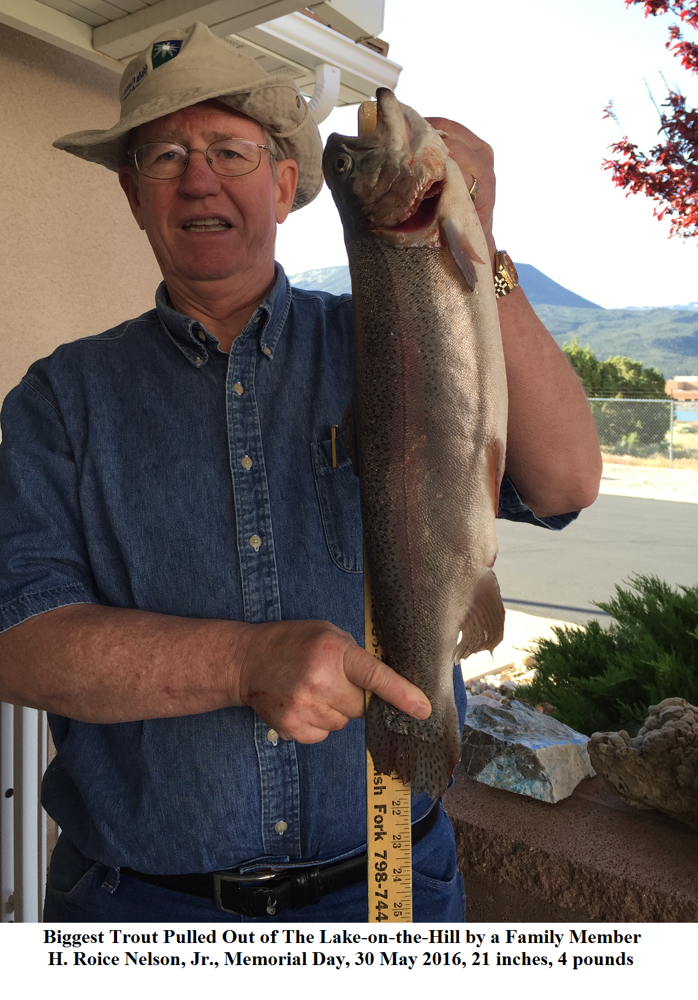 ish Fork 798-744
22
23
24
25
Biggest Trout Pulled Out of The Lake-on-the-Hill by a Family Member
H. Roice Nelson, Jr., Memorial Day, 30 May 2016, 21 inches, 4 pounds